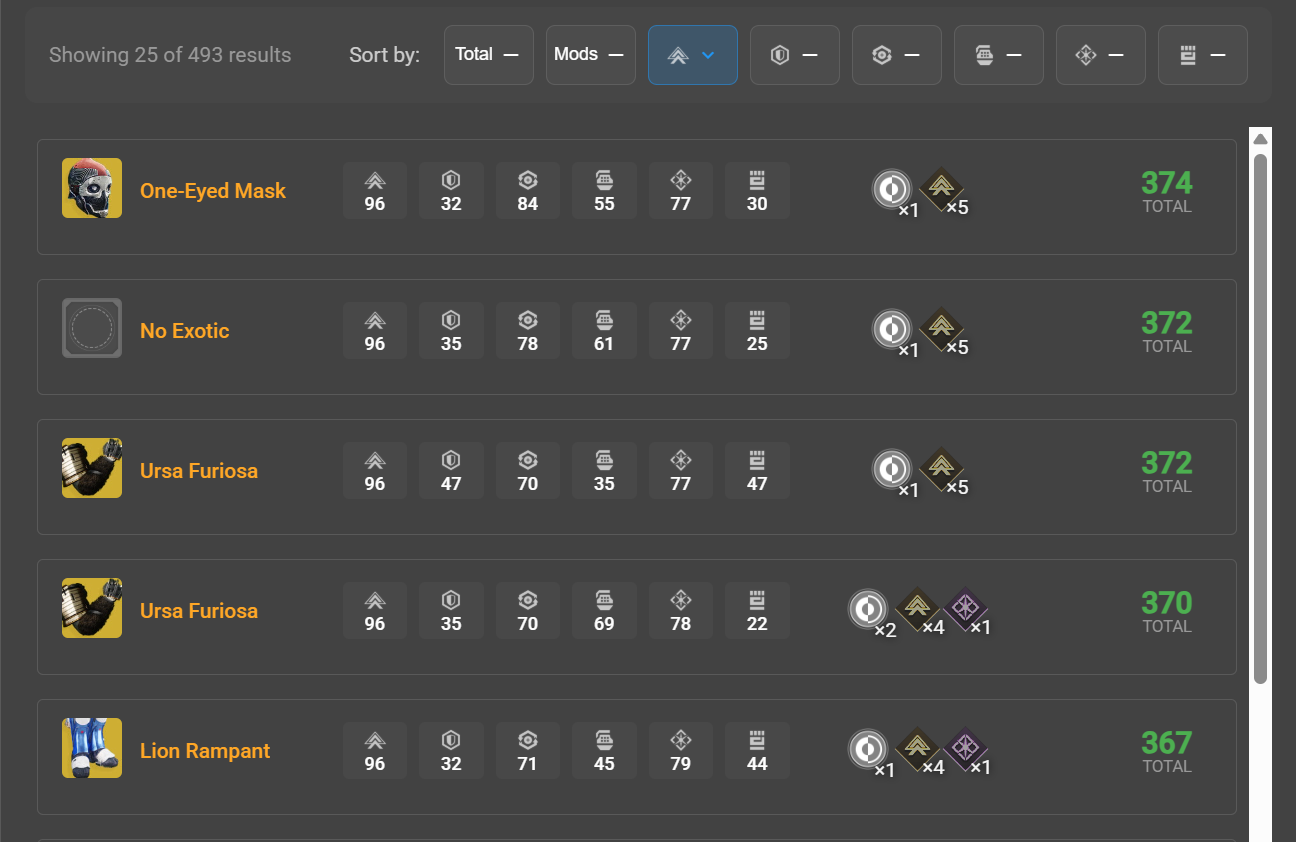 Showing 25 of 493 results Sort by: Total — Mods — — — — — —
One-Eyed Mask 96 32 84 55 77 30 ×1 ×5 374
TOTAL
No Exotic 96 35 78 61 77 25 ×1 ×5 372
TOTAL
Ursa Furiosa 96 47 70 35 77 47 ×1 ×5 372
TOTAL
Ursa Furiosa 96 35 70 69 78 22 ×2 ×4 ×1 370
TOTAL
Lion Rampant 96 32 71 45 79 44 ×1 ×4 ×1 367
TOTAL